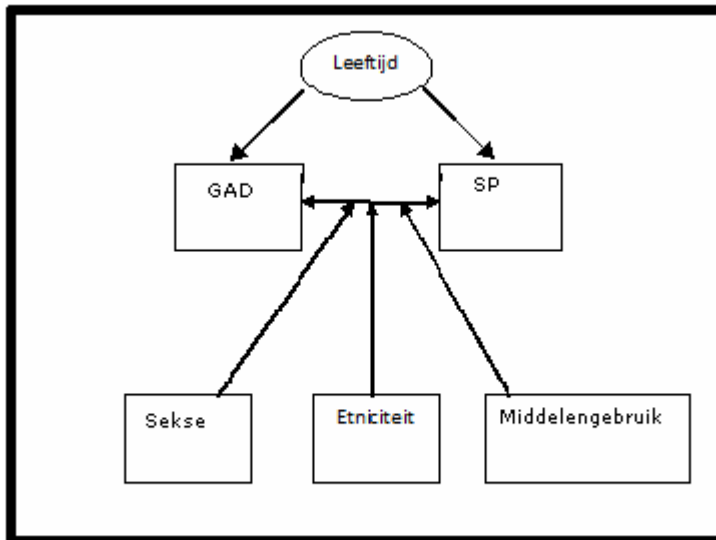 Leeftijd
GAD
SP
Sekse
Etniciteit
Middelengebruik